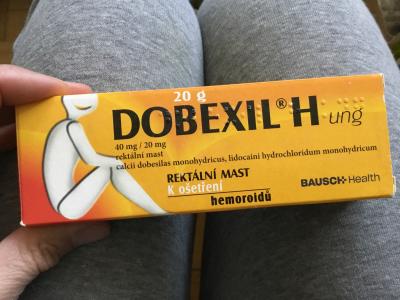 20 g
DOBEXIL® H ung
40 mg / 20 mg
rektální mast
calcii dobesilas monohydricus, lidocaini hydrochloridum monohydricum
REKTÁLNÍ MAST
K ošetření
hemoroidů
BAUSCH+Health